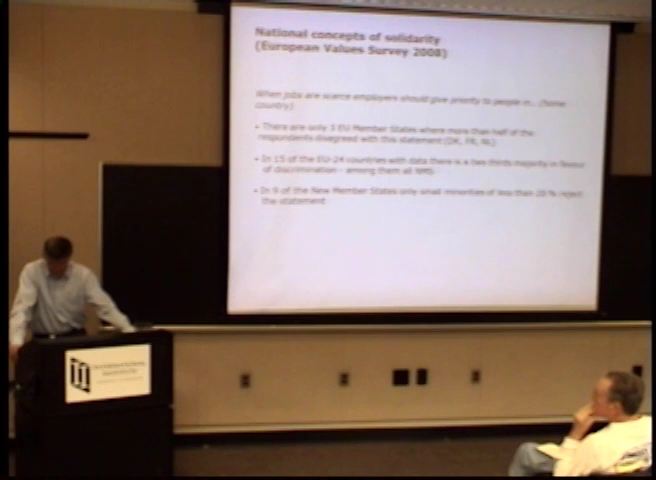 National concepts of solidarity
(European Values Survey 2008)
When jobs are scarce employers should give priority to people in... (home
country)
• There are only 3 EU Member States where more than half of the
respondents disagreed with this statement (DK, FR, NL)
• In 15 of the EU-24 countries with data there is a two thirds majority in favour
of discrimination - among them all NMS
• In 9 of the New Member States only small minorities of less than 20 % reject
the statement
INTERNATIONAL
INSTITUTE